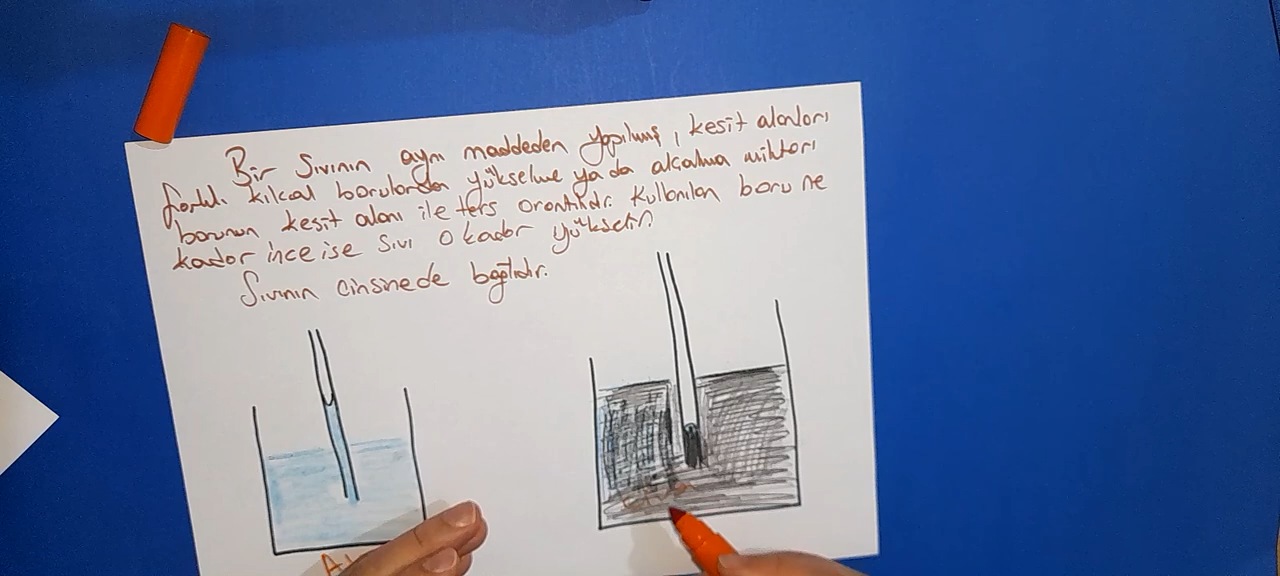 Bir sıvının aynı maddeden yapılmış, kesit alanları
farklı kılcal borulardan yükselme ya da alçalma miktarı
borunun kesit alanı ile ters orantılıdır. Kullanılan boru ne
kadar ince ise sıvı o kadar yükselir.
Sıvının cinsinede bağlıdır.